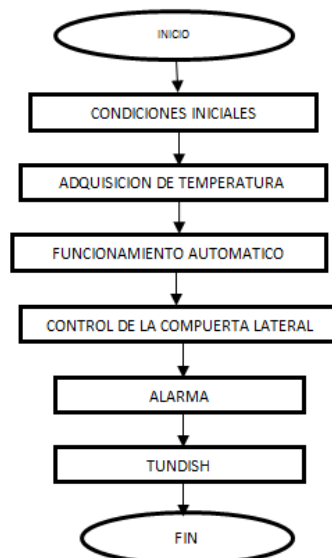 INICIO
CONDICIONES INICIALES
ADQUISICION DE TEMPERATURA
FUNCIONAMIENTO AUTOMATICO
CONTROL DE LA COMPUERTA LATERAL
ALARMA
TUNDISH
FIN